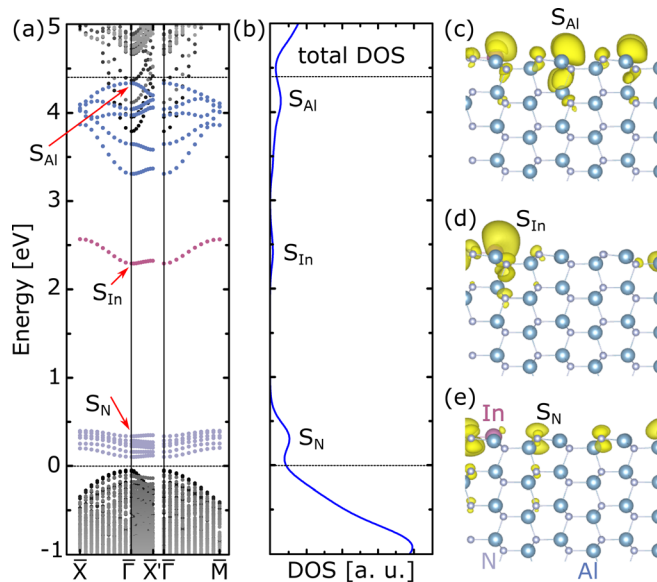 (a)
(b)
(c)
(d)
(e)
Energy [eV]
5
4
3
2
1
0
-1
S_Al
S_In
S_N
X̅ Γ̅ X̅' Γ̅ M̅
total DOS
S_Al
S_In
S_N
DOS [a. u.]
S_Al
S_In
In S_N
N Al